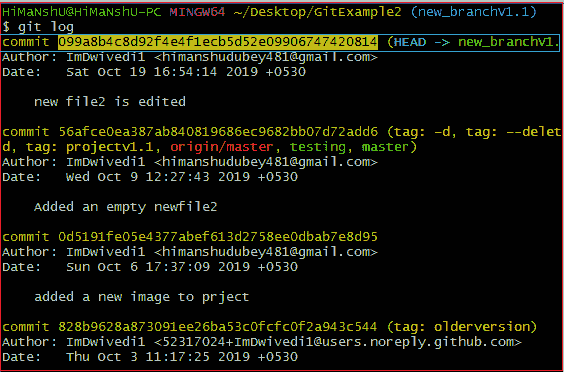 HiMaNshU@HiMaNshU-PC MINGW64 ~/Desktop/GitExample2 (new_branchv1.1)
$ git log
commit 099a8b4c8d92f4e4f1ecb5d52e0990674742​0814 (HEAD -> new_branchv1.
Author: ImDwivedi1 <himanshudubey481@gmail.com>
Date:   Sat Oct 19 16:54:14 2019 +0530
    new file2 is edited
commit 56afce0ea387ab840819686ec9682bb07d72add6 (tag: -d, tag: --delet
d, tag: projectv1.1, origin/master, testing, master)
Author: ImDwivedi1 <himanshudubey481@gmail.com>
Date:   Wed Oct 9 12:27:43 2019 +0530
    Added an empty newfile2
commit 0d5191fe05e4377abef613d2758ee0dbab7e8d95
Author: ImDwivedi1 <himanshudubey481@gmail.com>
Date:   Sun Oct 6 17:37:09 2019 +0530
    added a new image to prject
commit 828b9628a873091ee26ba53c0fcfc0f2a943c544 (tag: olderversion)
Author: ImDwivedi1 <52317024+ImDwivedi1@users.noreply.github.com>
Date:   Thu Oct 3 11:17:25 2019 +0530